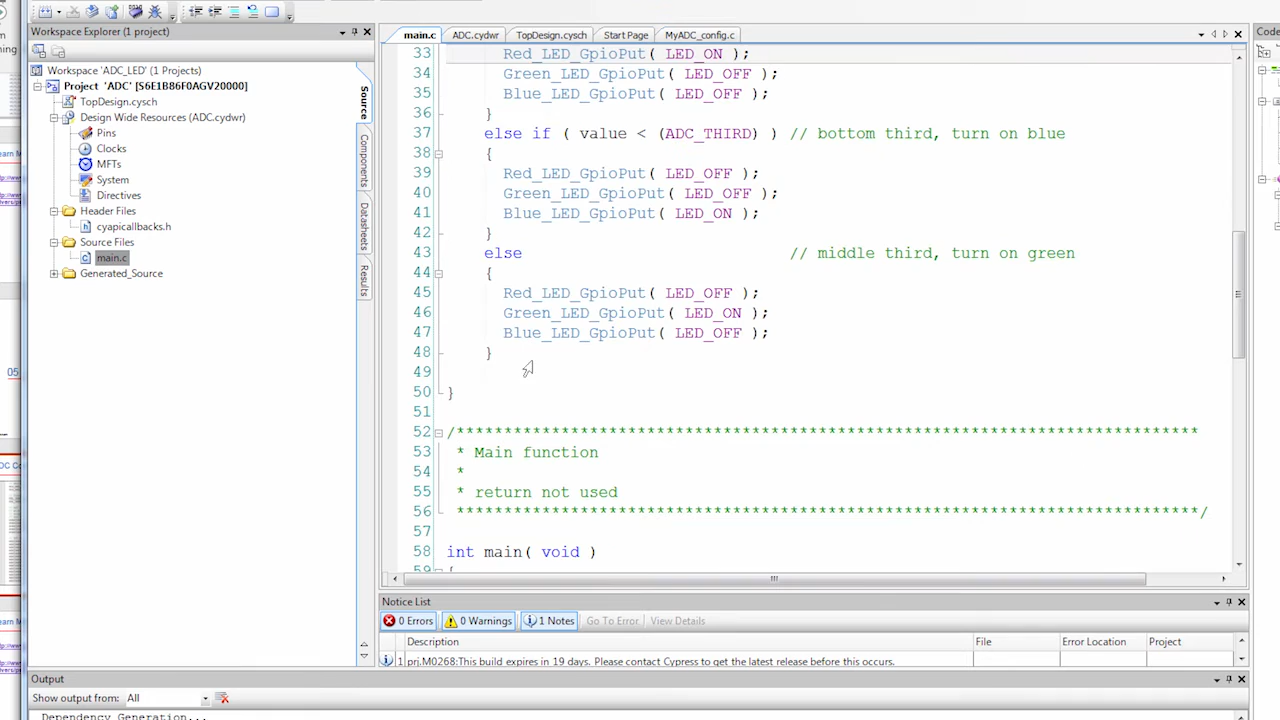 Workspace Explorer (1 project)
Workspace 'ADC_LED' (1 Projects)
Project 'ADC' [S6E1B86F0AGV20000]
TopDesign.cysch
Design Wide Resources (ADC.cydwr)
Pins
Clocks
MFTs
System
Directives
Header Files
cyapicallbacks.h
Source Files
main.c
Generated_Source
Source
Components
Datasheets
Results
main.c ADC.cydwr TopDesign.cysch Start Page MyADC_config.c
33 Red_LED_GpioPut( LED_ON );
34 Green_LED_GpioPut( LED_OFF );
35 Blue_LED_GpioPut( LED_OFF );
36 }
37 else if ( value < (ADC_THIRD) ) // bottom third, turn on blue
38 {
39 Red_LED_GpioPut( LED_OFF );
40 Green_LED_GpioPut( LED_OFF );
41 Blue_LED_GpioPut( LED_ON );
42 }
43 else // middle third, turn on green
44 {
45 Red_LED_GpioPut( LED_OFF );
46 Green_LED_GpioPut( LED_ON );
47 Blue_LED_GpioPut( LED_OFF );
48 }
49
50 }
51
52 /*******************************************************************************
53 * Main function
54 *
55 * return not used
56 *******************************************************************************/
57
58 int main( void )
59 {
Notice List
0 Errors 0 Warnings 1 Notes Go To Error View Details
Description File Error Location Project
1 prj.M0268:This build expires in 19 days. Please contact Cypress to get the latest release before this occurs.
Output
Show output from: All
Dependency Generation...
Code
05